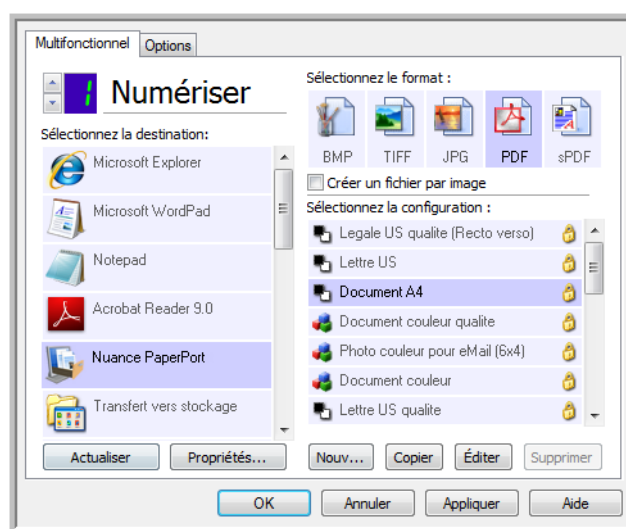 Multifonctionnel
Options
1
Numériser
Sélectionnez la destination:
Microsoft Explorer
Microsoft WordPad
Notepad
Acrobat Reader 9.0
Nuance PaperPort
Transfert vers stockage
Actualiser
Propriétés...
Sélectionnez le format :
BMP TIFF JPG PDF sPDF
Créer un fichier par image
Sélectionnez la configuration :
Legale US qualite (Recto verso)
Lettre US
Document A4
Document couleur qualite
Photo couleur pour eMail (6x4)
Document couleur
Lettre US qualite
Nouv... Copier Éditer Supprimer
OK Annuler Appliquer Aide